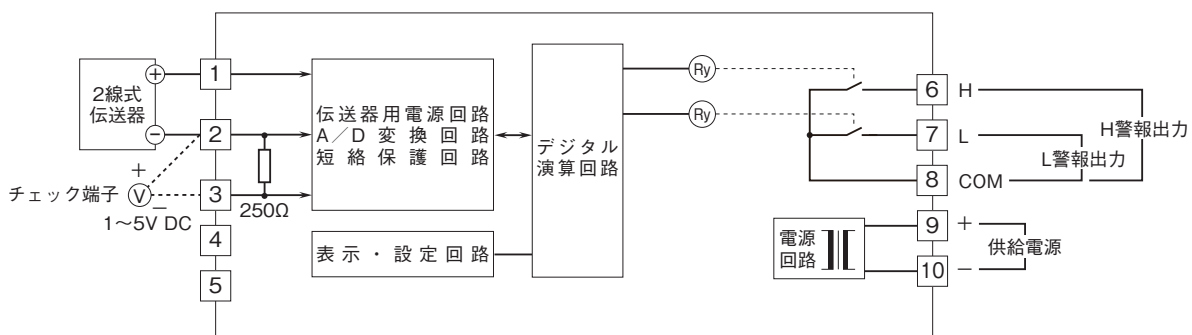 2線式
伝送器
+
−
1
2
3
4
5
+
V
−
チェック端子
1～5V DC
250Ω
伝送器用電源回路
A／D変換回路
短絡保護回路
表示・設定回路
デジタル
演算回路
Ry
Ry
6 H
7 L
8 COM
9 +
10 −
H警報出力
L警報出力
電源
回路
供給電源